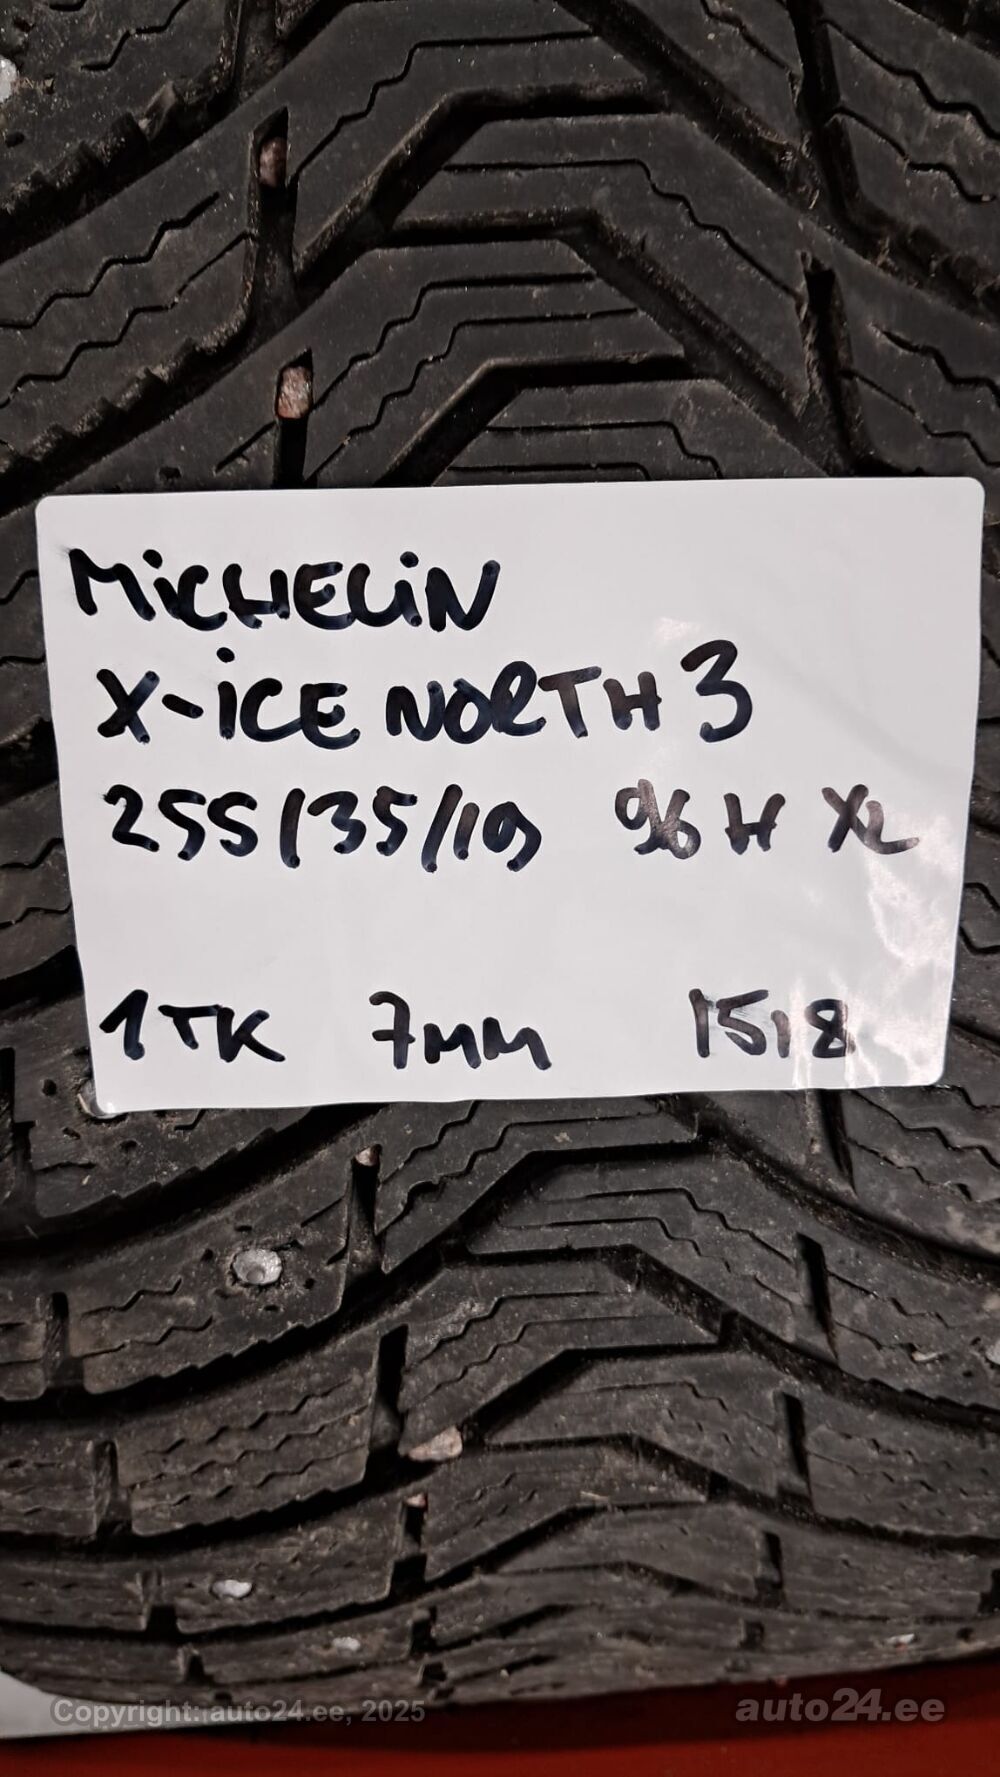 MiCHELiN
X-iCE NORTH 3
255/35/19 96 H XL
1TK 7MM 1518
Copyright: auto24.ee, 2025
auto24.ee